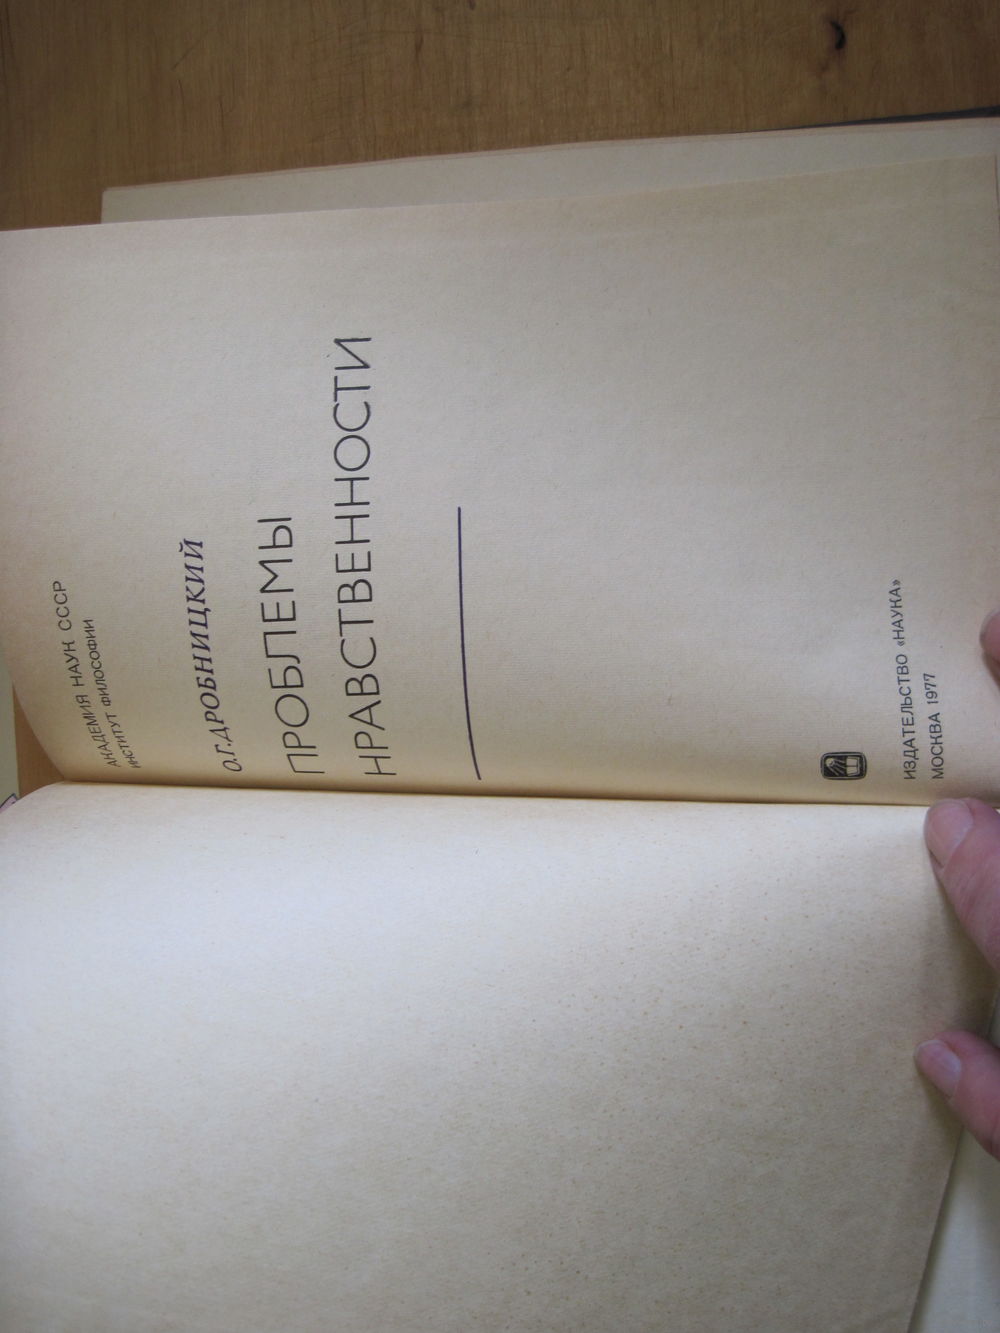 АКАДЕМИЯ НАУК СССР
ИНСТИТУТ ФИЛОСОФИИ
О.Г.ДРОБНИЦКИЙ
ПРОБЛЕМЫ
НРАВСТВЕННОСТИ
ИЗДАТЕЛЬСТВО «НАУКА»
МОСКВА 1977